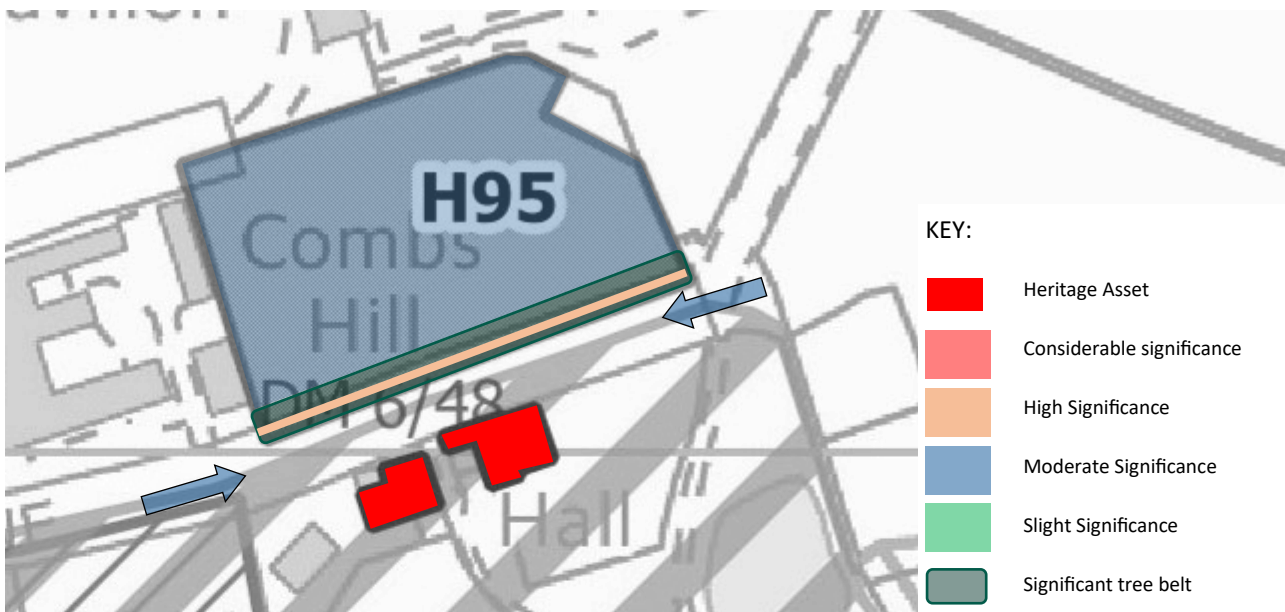 H95
Combs
Hill
DM 6/48
Hall
KEY:
Heritage Asset
Considerable significance
High Significance
Moderate Significance
Slight Significance
Significant tree belt